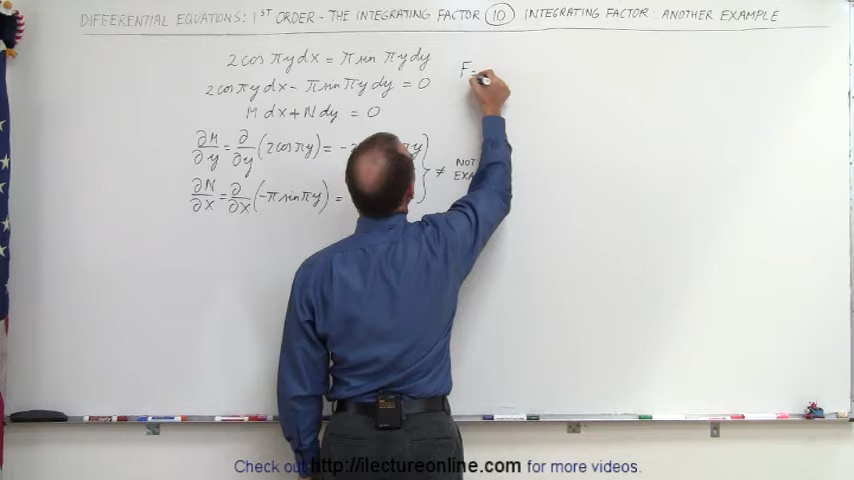 DIFFERENTIAL EQUATIONS: 1ST ORDER - THE INTEGRATING FACTOR (10) INTEGRATING FACTOR: ANOTHER EXAMPLE
2 cos πy dx = π sin πy dy
2 cos πy dx - π sin πy dy = 0
M dx + N dy = 0
∂M/∂y = ∂/∂y (2 cos πy) = -2 πy)
∂N/∂x = ∂/∂x (-π sin πy) =
≠ NOT
EXA
F=
Check out http://ilectureonline.com for more videos.